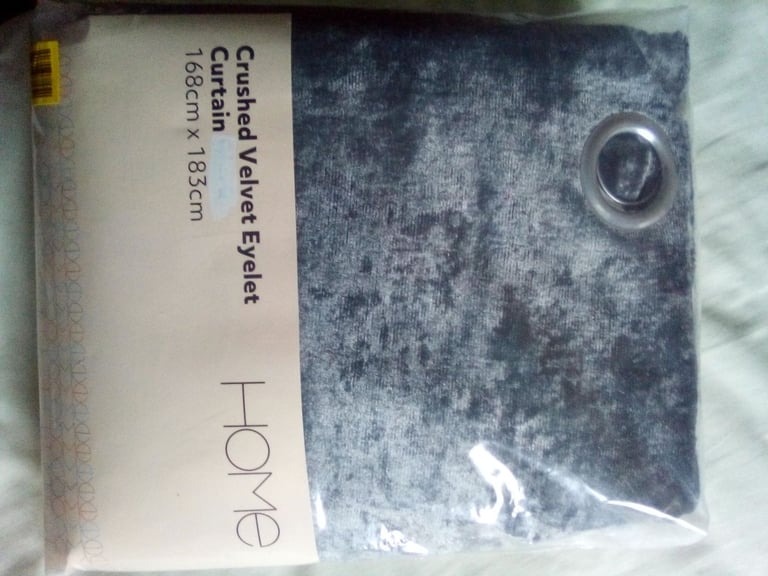 Crushed Velvet Eyelet
Curtain
168cm x 183cm
HOME